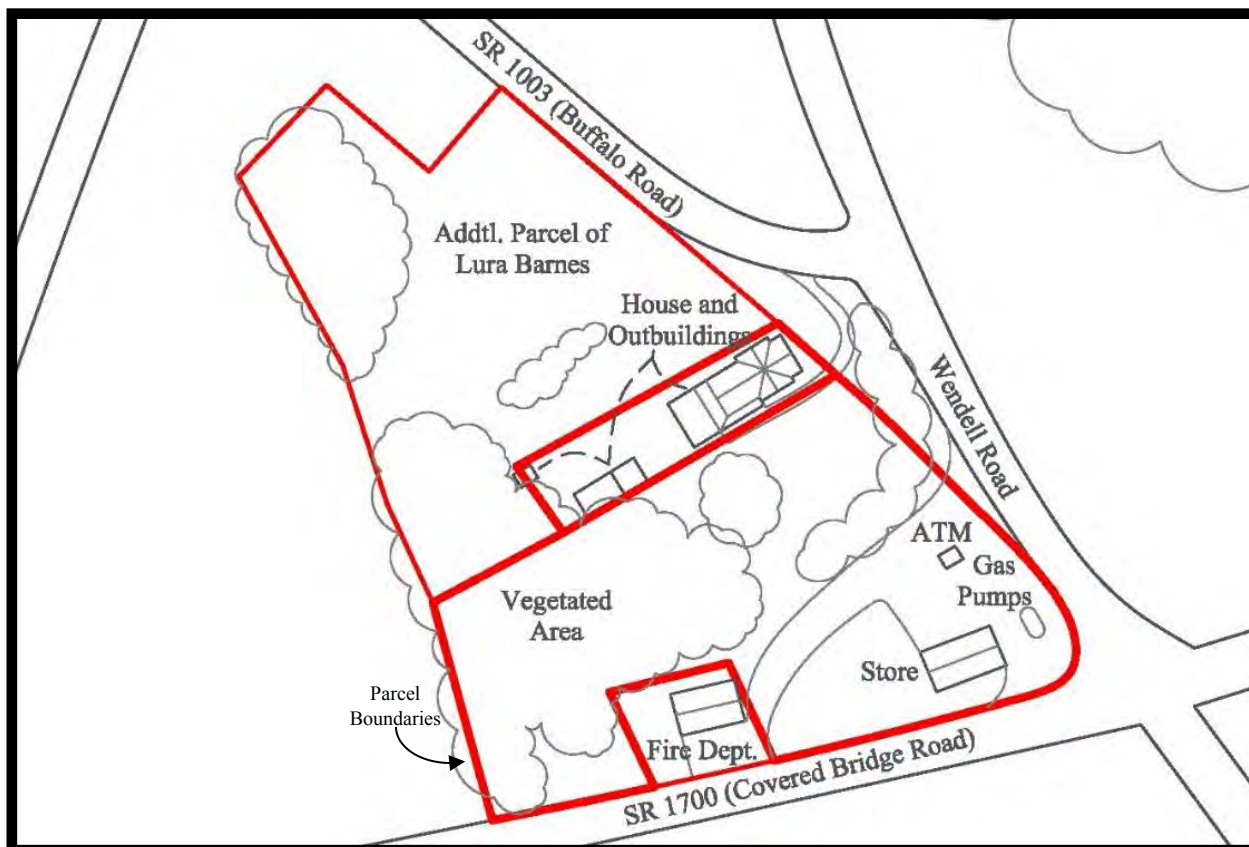 SR 1003 (Buffalo Road)
Addtl. Parcel of
Lura Barnes
House and
Outbuildings
Wendell Road
ATM
Gas
Pumps
Vegetated
Area
Store
Parcel
Boundaries
Fire Dept.
SR 1700 (Covered Bridge Road)